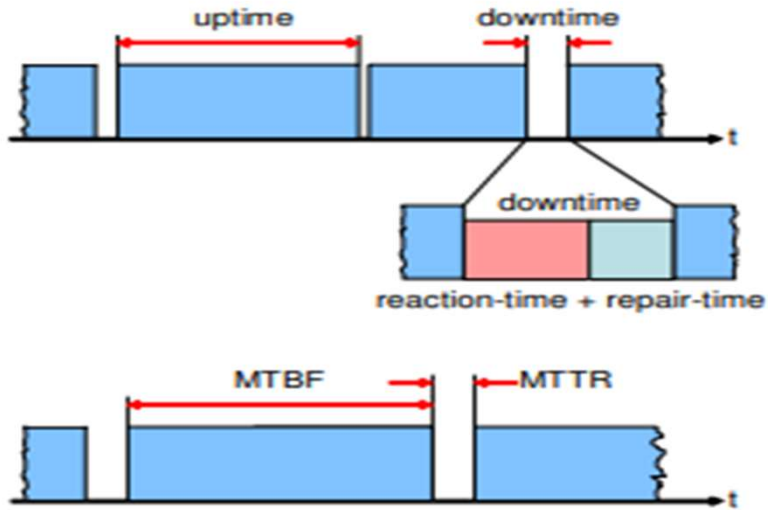 uptime downtime
t
downtime
reaction-time + repair-time
MTBF MTTR
t